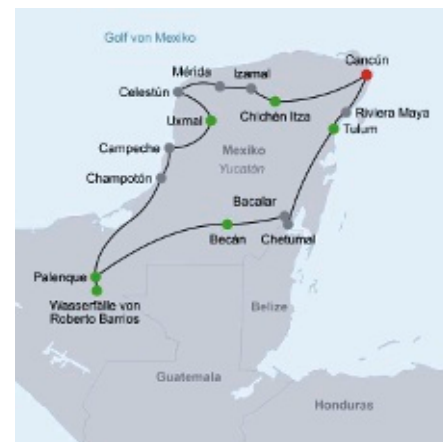 Golf von Mexiko
Cancún
Mérida
Izamal
Celestún
Chichén Itza
Riviera Maya
Uxmal
Tulum
Campeche
Mexiko
Yucatán
Champotón
Bacalar
Becán
Chetumal
Palenque
Wasserfälle von
Roberto Barrios
Belize
Guatemala
Honduras